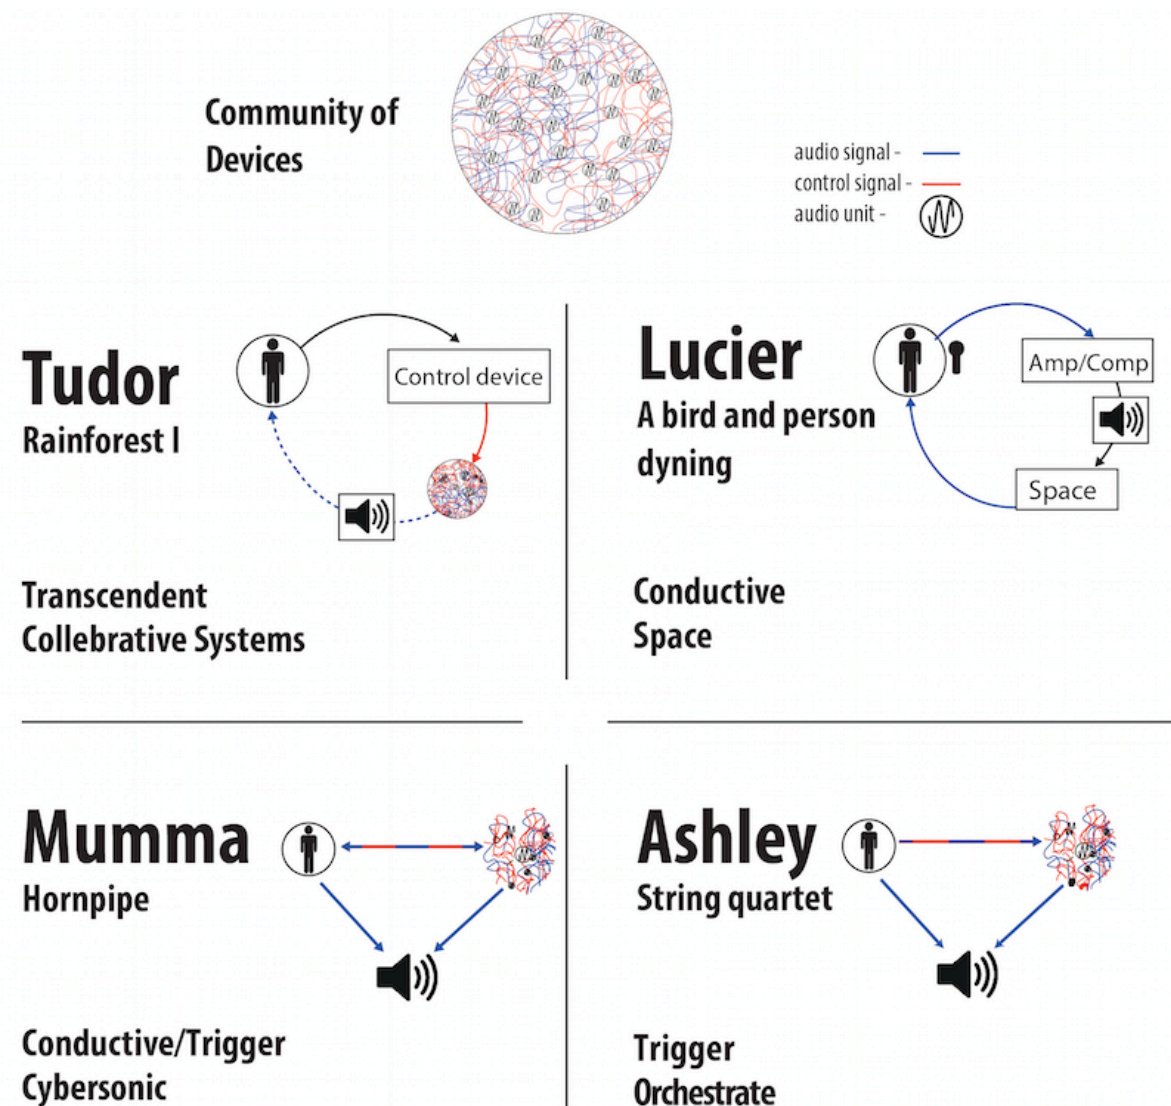 Community of
Devices
audio signal -
control signal -
audio unit -
Tudor
Rainforest I
Control device
Transcendent
Collebrative Systems
Lucier
A bird and person
dyning
Amp/Comp
Space
Conductive
Space
Mumma
Hornpipe
Conductive/Trigger
Cybersonic
Ashley
String quartet
Trigger
Orchestrate